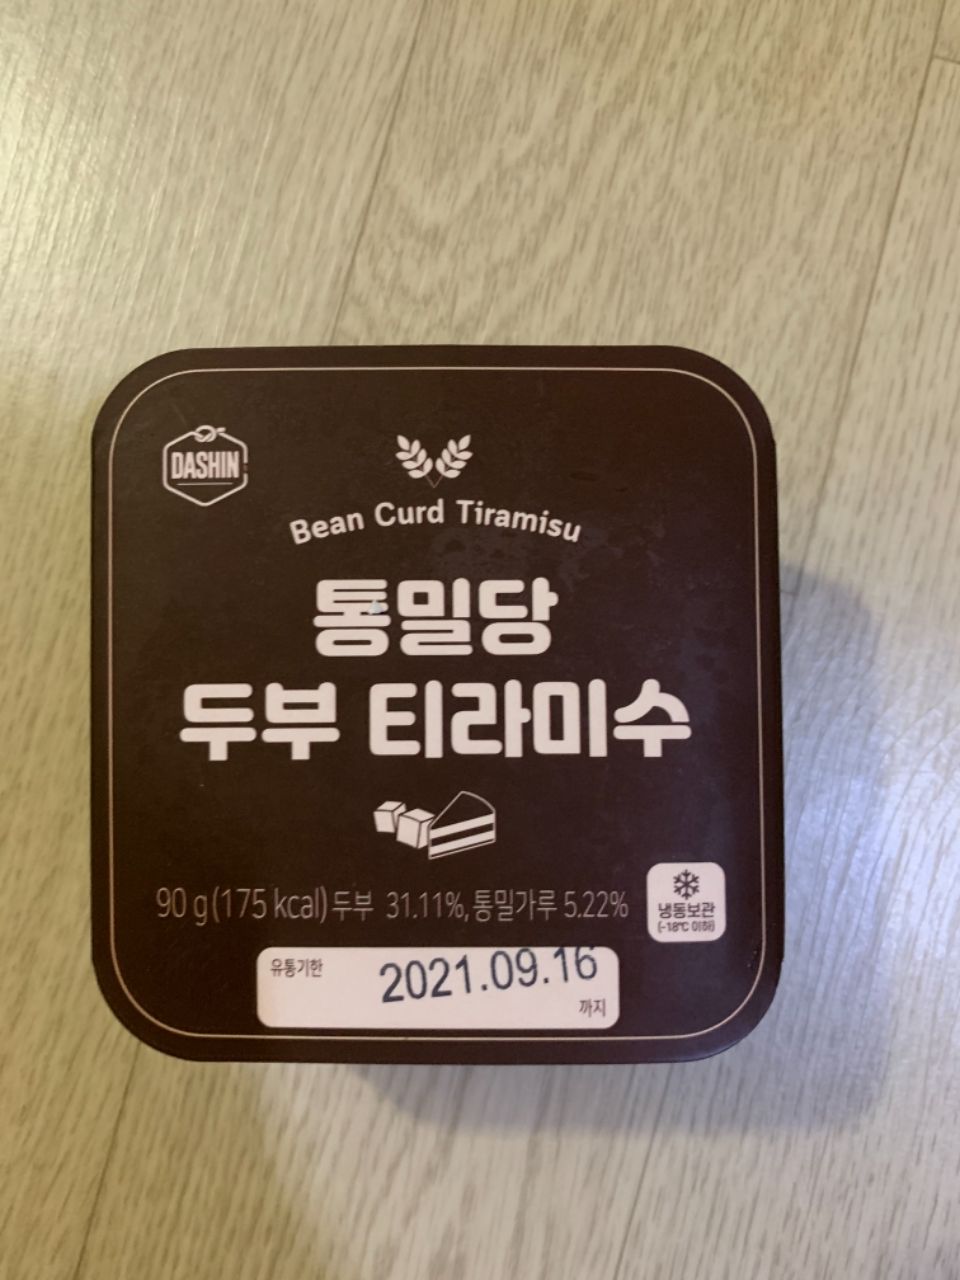 DASHIN
Bean Curd Tiramisu
통밀당
두부 티라미수
90 g(175 kcal) 두부 31.11%, 통밀가루 5.22%
냉동보관
(-18℃ 이하)
유통기한
2021.09.16
까지